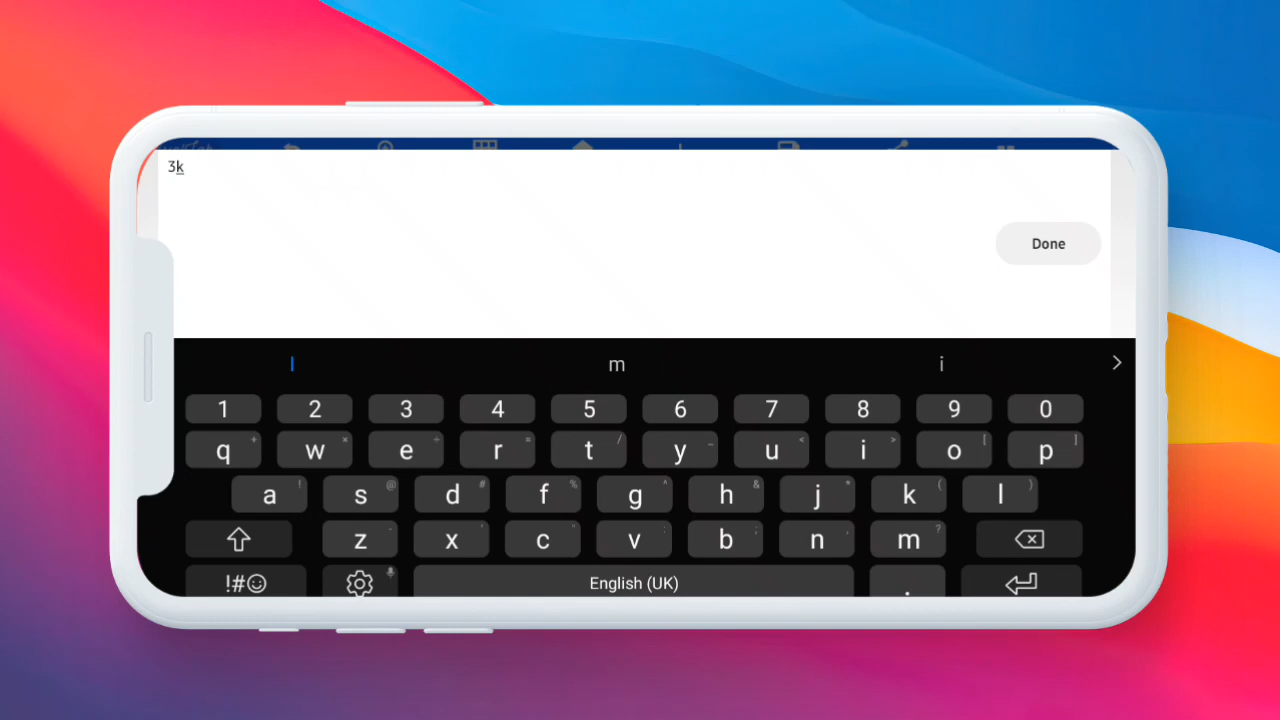 3k
Done
l m i
1 2 3 4 5 6 7 8 9 0
q + w × e ÷ r = t / y _ u < i > o [ p ]
a ! s @ d # f % g ^ h & j * k ( l )
z - x ' c " v : b ; n , m ?
!#☺ English (UK) .